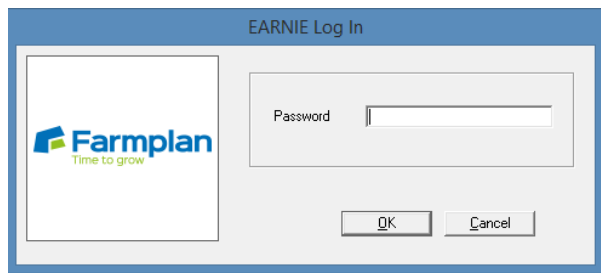 EARNIE Log In
Farmplan
Time to grow
Password
OK
Cancel